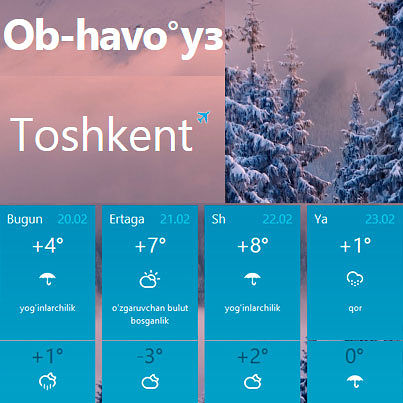 Ob-havo°уз
Toshkent
Bugun 20.02
+4°
yog'inlarchilik
+1°
Ertaga 21.02
+7°
o'zgaruvchan bulut
bosganlik
-3°
Sh 22.02
+8°
yog'inlarchilik
+2°
Ya 23.02
+1°
qor
0°